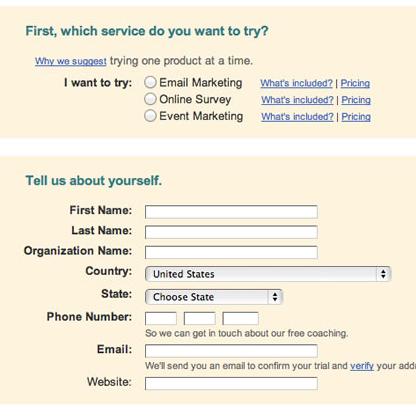 First, which service do you want to try?
Why we suggest trying one product at a time.
I want to try: Email Marketing What's included? | Pricing
Online Survey What's included? | Pricing
Event Marketing What's included? | Pricing
Tell us about yourself.
First Name:
Last Name:
Organization Name:
Country: United States
State: Choose State
Phone Number:
So we can get in touch about our free coaching.
Email:
We'll send you an email to confirm your trial and verify your
Website: